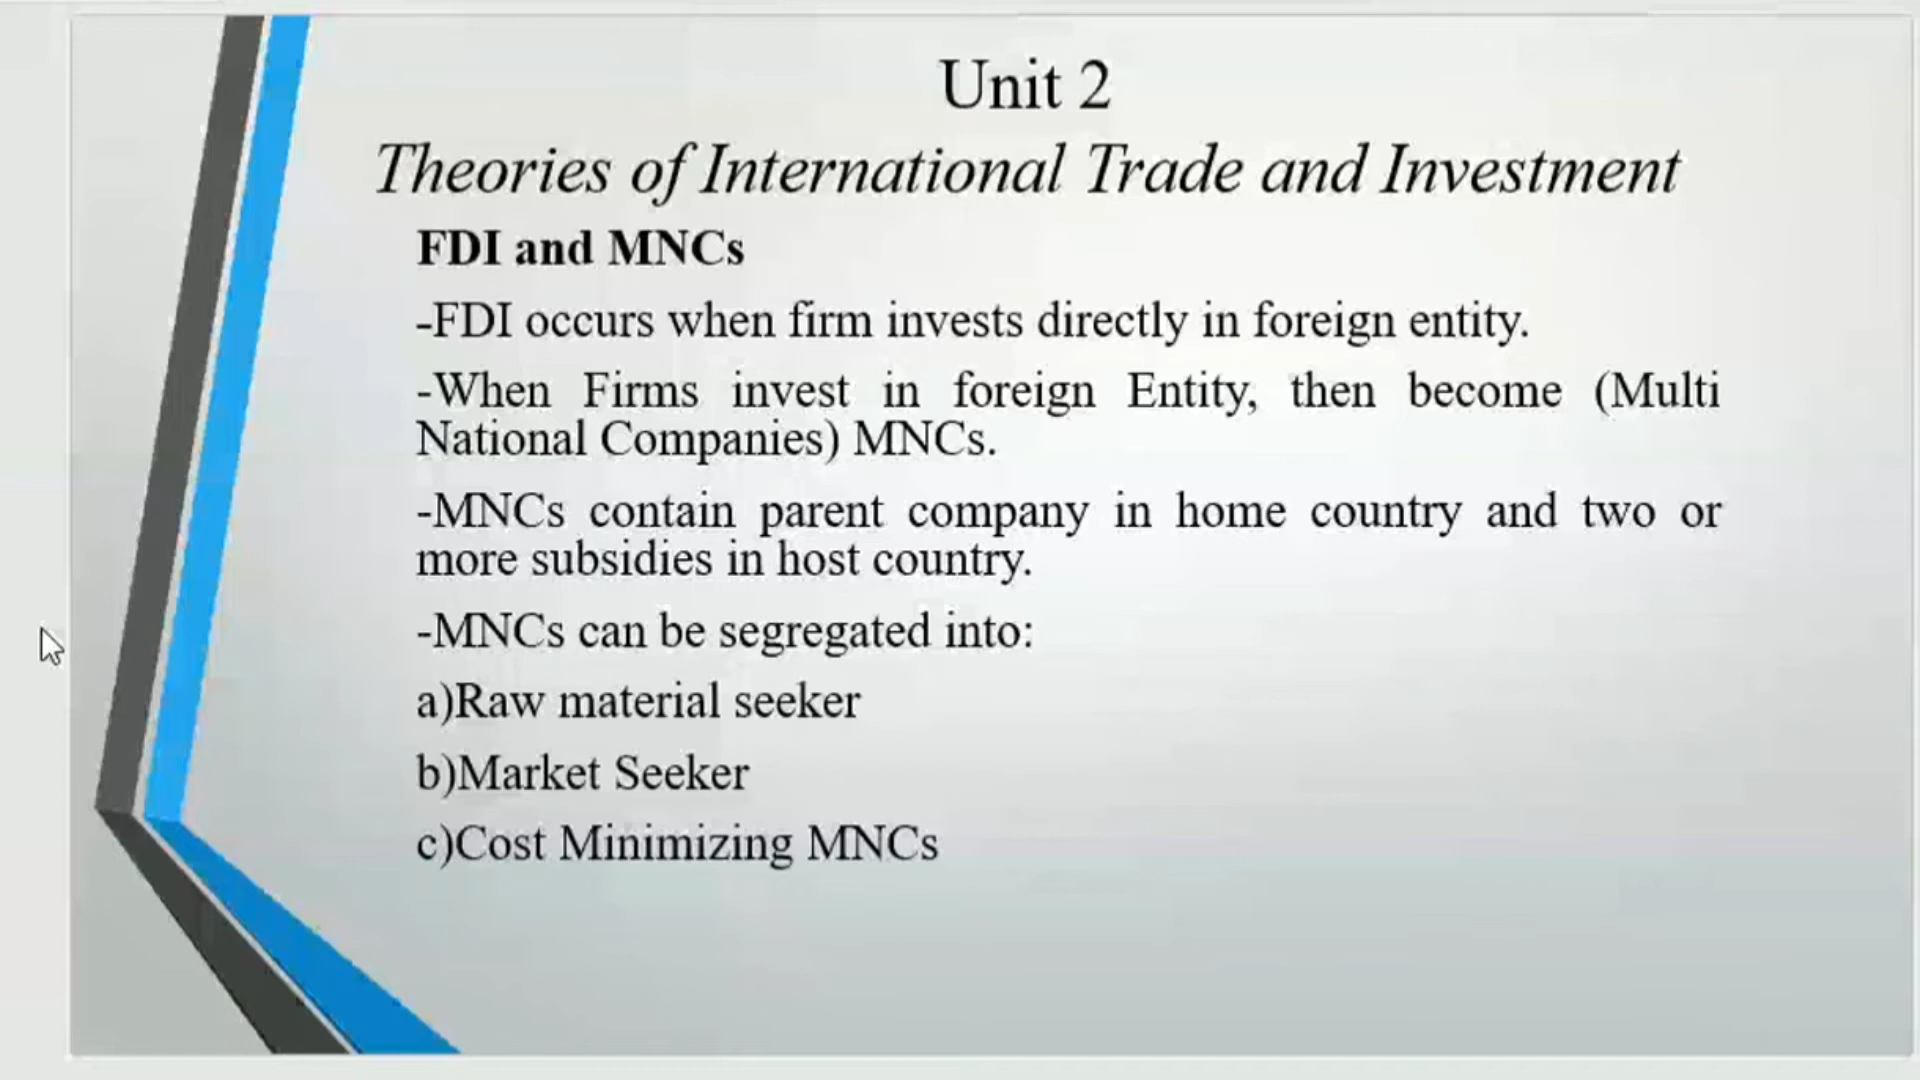 Unit 2
Theories of International Trade and Investment
FDI and MNCs
-FDI occurs when firm invests directly in foreign entity.
-When Firms invest in foreign Entity, then become (Multi
National Companies) MNCs.
-MNCs contain parent company in home country and two or
more subsidies in host country.
-MNCs can be segregated into:
a)Raw material seeker
b)Market Seeker
c)Cost Minimizing MNCs